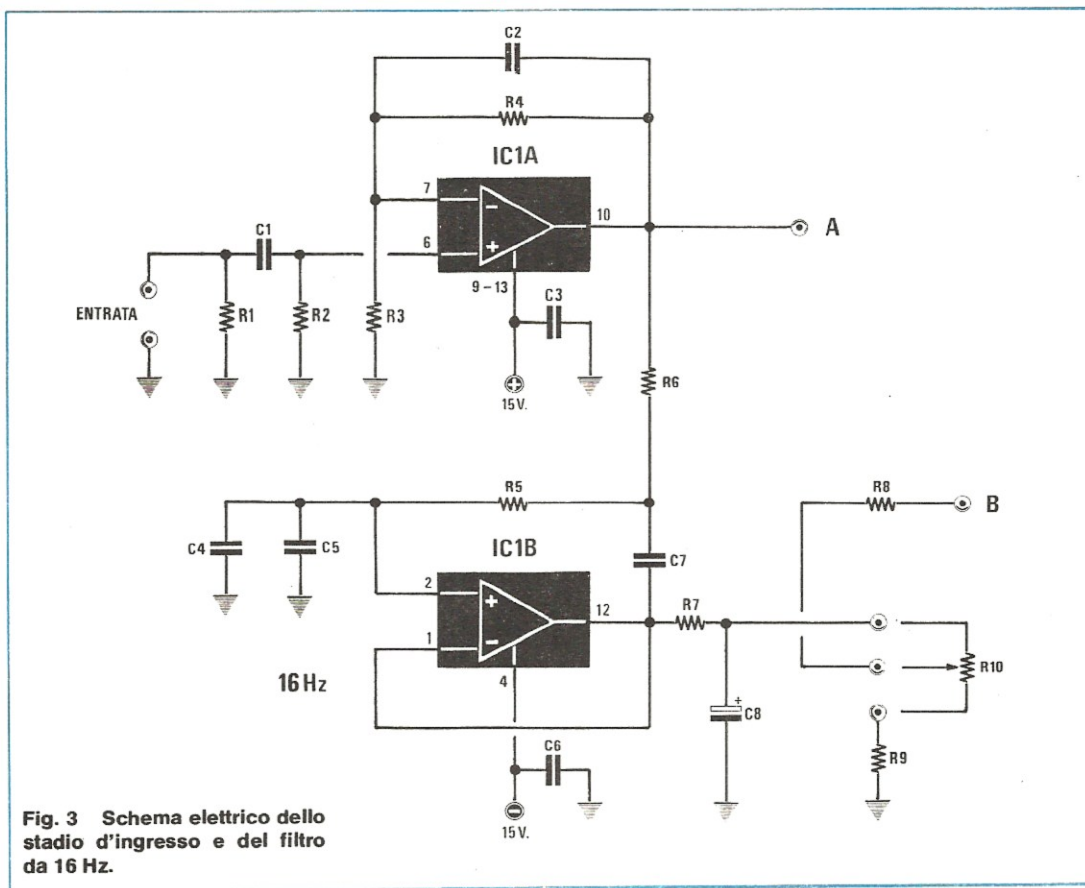 C2
R4
IC1A
7
−
10
A
6
+
C1
9 – 13
C3
ENTRATA
R1
R2
R3
+
15 V.
R6
R5
R8
B
C4
C5
IC1B
C7
2
+
12
R7
1
−
R10
16 Hz
4
+
C8
C6
R9
−
15 V.
Fig. 3 Schema elettrico dello
stadio d'ingresso e del filtro
da 16 Hz.